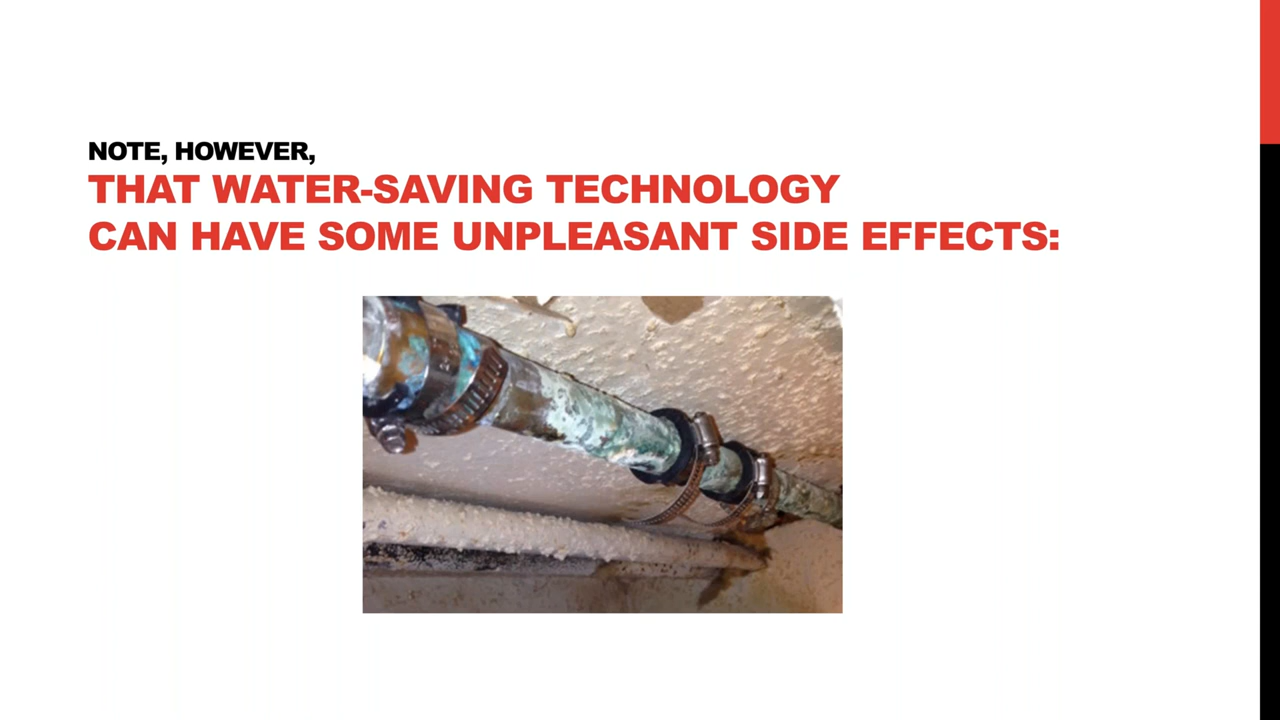 NOTE, HOWEVER,
THAT WATER-SAVING TECHNOLOGY
CAN HAVE SOME UNPLEASANT SIDE EFFECTS: